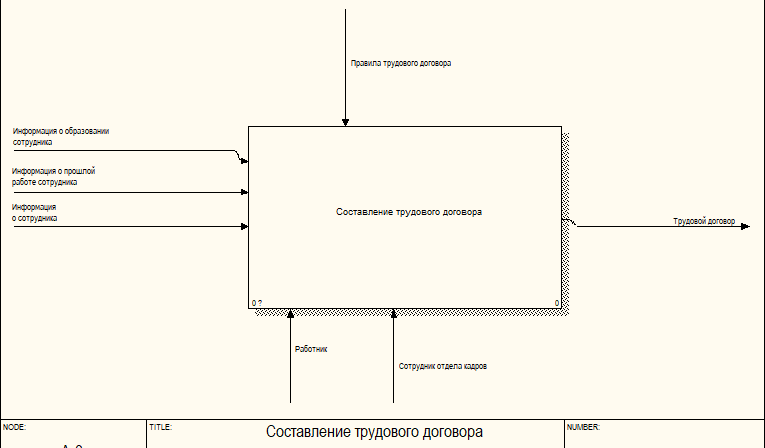 Правила трудового договора
Информация о образовании
сотрудника
Информация о прошлой
работе сотрудника
Информация
о сотрудника
Составление трудового договора
Трудовой договор
0 ?
0
Работник
Сотрудник отдела кадров
NODE:
TITLE:
Составление трудового договора
NUMBER: